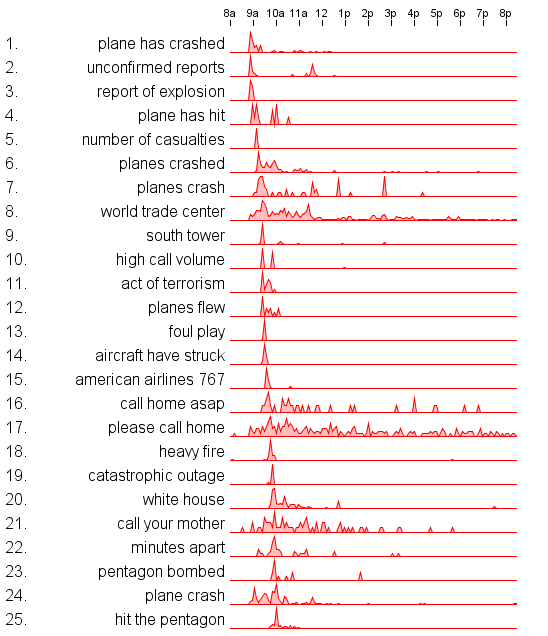 8a 9a 10a 11a 12 1p 2p 3p 4p 5p 6p 7p 8p
1. plane has crashed
2. unconfirmed reports
3. report of explosion
4. plane has hit
5. number of casualties
6. planes crashed
7. planes crash
8. world trade center
9. south tower
10. high call volume
11. act of terrorism
12. planes flew
13. foul play
14. aircraft have struck
15. american airlines 767
16. call home asap
17. please call home
18. heavy fire
19. catastrophic outage
20. white house
21. call your mother
22. minutes apart
23. pentagon bombed
24. plane crash
25. hit the pentagon